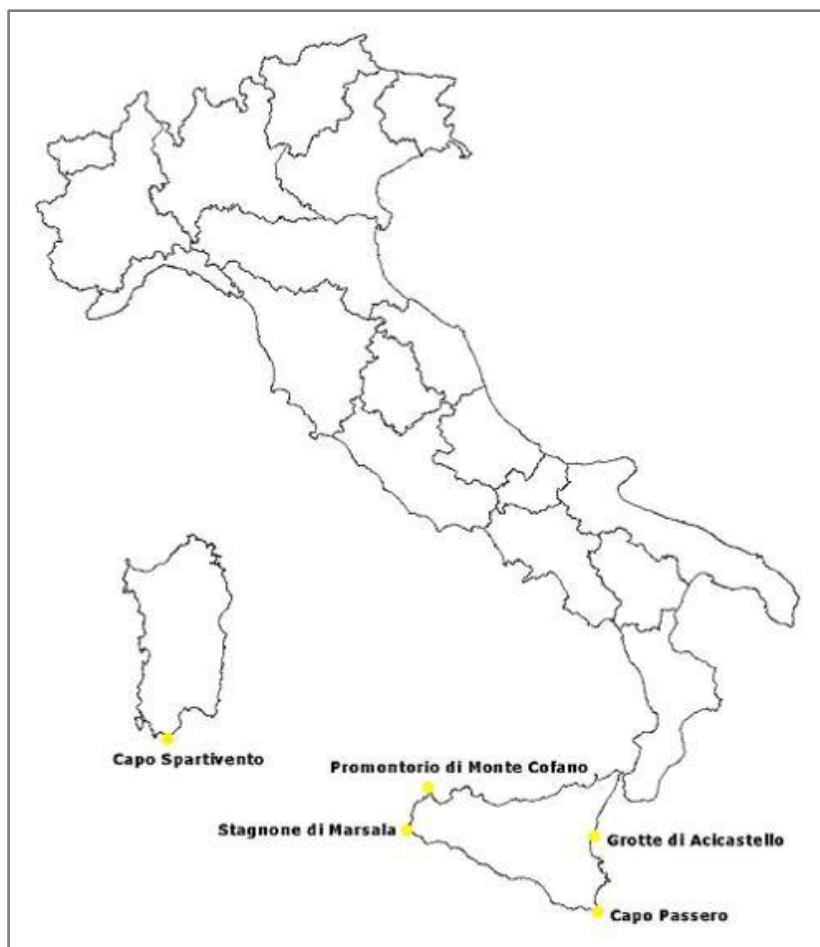 Capo Spartivento
Promontorio di Monte Cofano
Stagnone di Marsala
Grotte di Acicastello
Capo Passero